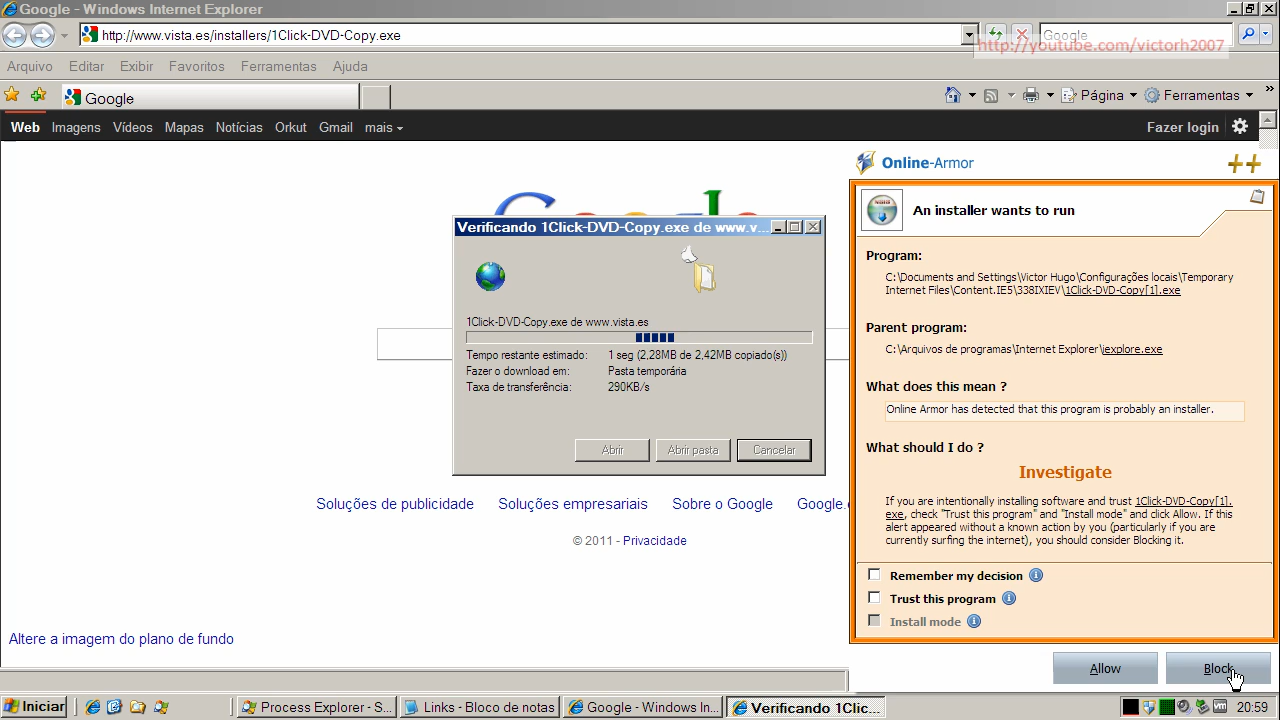 Google - Windows Internet Explorer
http://www.vista.es/installers/1Click-DVD-Copy.exe
Google
http://youtube.com/victorh2007
Arquivo Editar Exibir Favoritos Ferramentas Ajuda
Google
Página Ferramentas
Web Imagens Vídeos Mapas Notícias Orkut Gmail mais
Fazer login
Verificando 1Click-DVD-Copy.exe de www.v...
1Click-DVD-Copy.exe de www.vista.es
Tempo restante estimado: 1 seg (2,28MB de 2,42MB copiado(s))
Fazer o download em: Pasta temporária
Taxa de transferência: 290KB/s
Abrir Abrir pasta Cancelar
Soluções de publicidade Soluções empresariais Sobre o Google Google.
© 2011 - Privacidade
Altere a imagem do plano de fundo
Online-Armor ++
An installer wants to run
Program:
C:\Documents and Settings\Victor Hugo\Configurações locais\Temporary
Internet Files\Content.IE5\338IXIEV\1Click-DVD-Copy[1].exe
Parent program:
C:\Arquivos de programas\Internet Explorer\iexplore.exe
What does this mean ?
Online Armor has detected that this program is probably an installer.
What should I do ?
Investigate
If you are intentionally installing software and trust 1Click-DVD-Copy[1].
exe, check "Trust this program" and "Install mode" and click Allow. If this
alert appeared without a known action by you (particularly if you are
currently surfing the internet), you should consider Blocking it.
Remember my decision
Trust this program
Install mode
Allow Block
Iniciar
Process Explorer - S...
Links - Bloco de notas
Google - Windows In...
Verificando 1Clic...
20:59